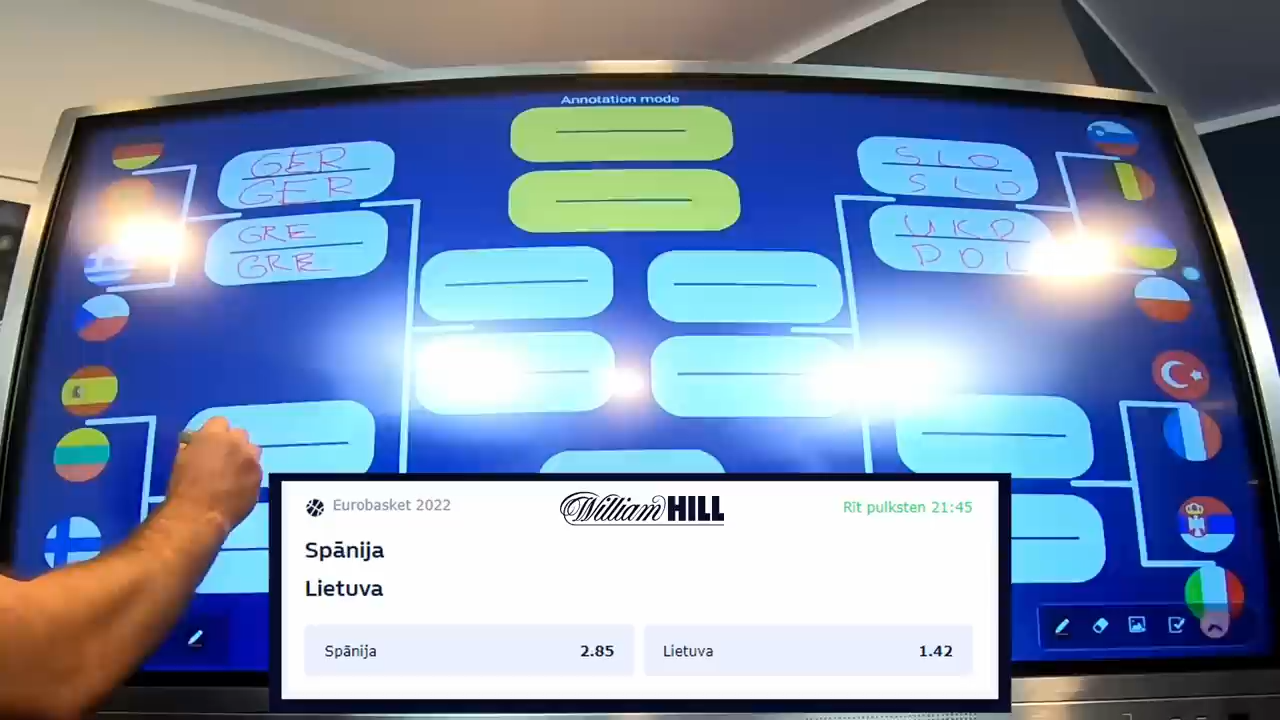 Annotation mode
GER
GER
GRE
GRE
SLO
SLO
UKR
POL
Eurobasket 2022
William HILL
Rīt pulksten 21:45
Spānija
Lietuva
Spānija 2.85
Lietuva 1.42